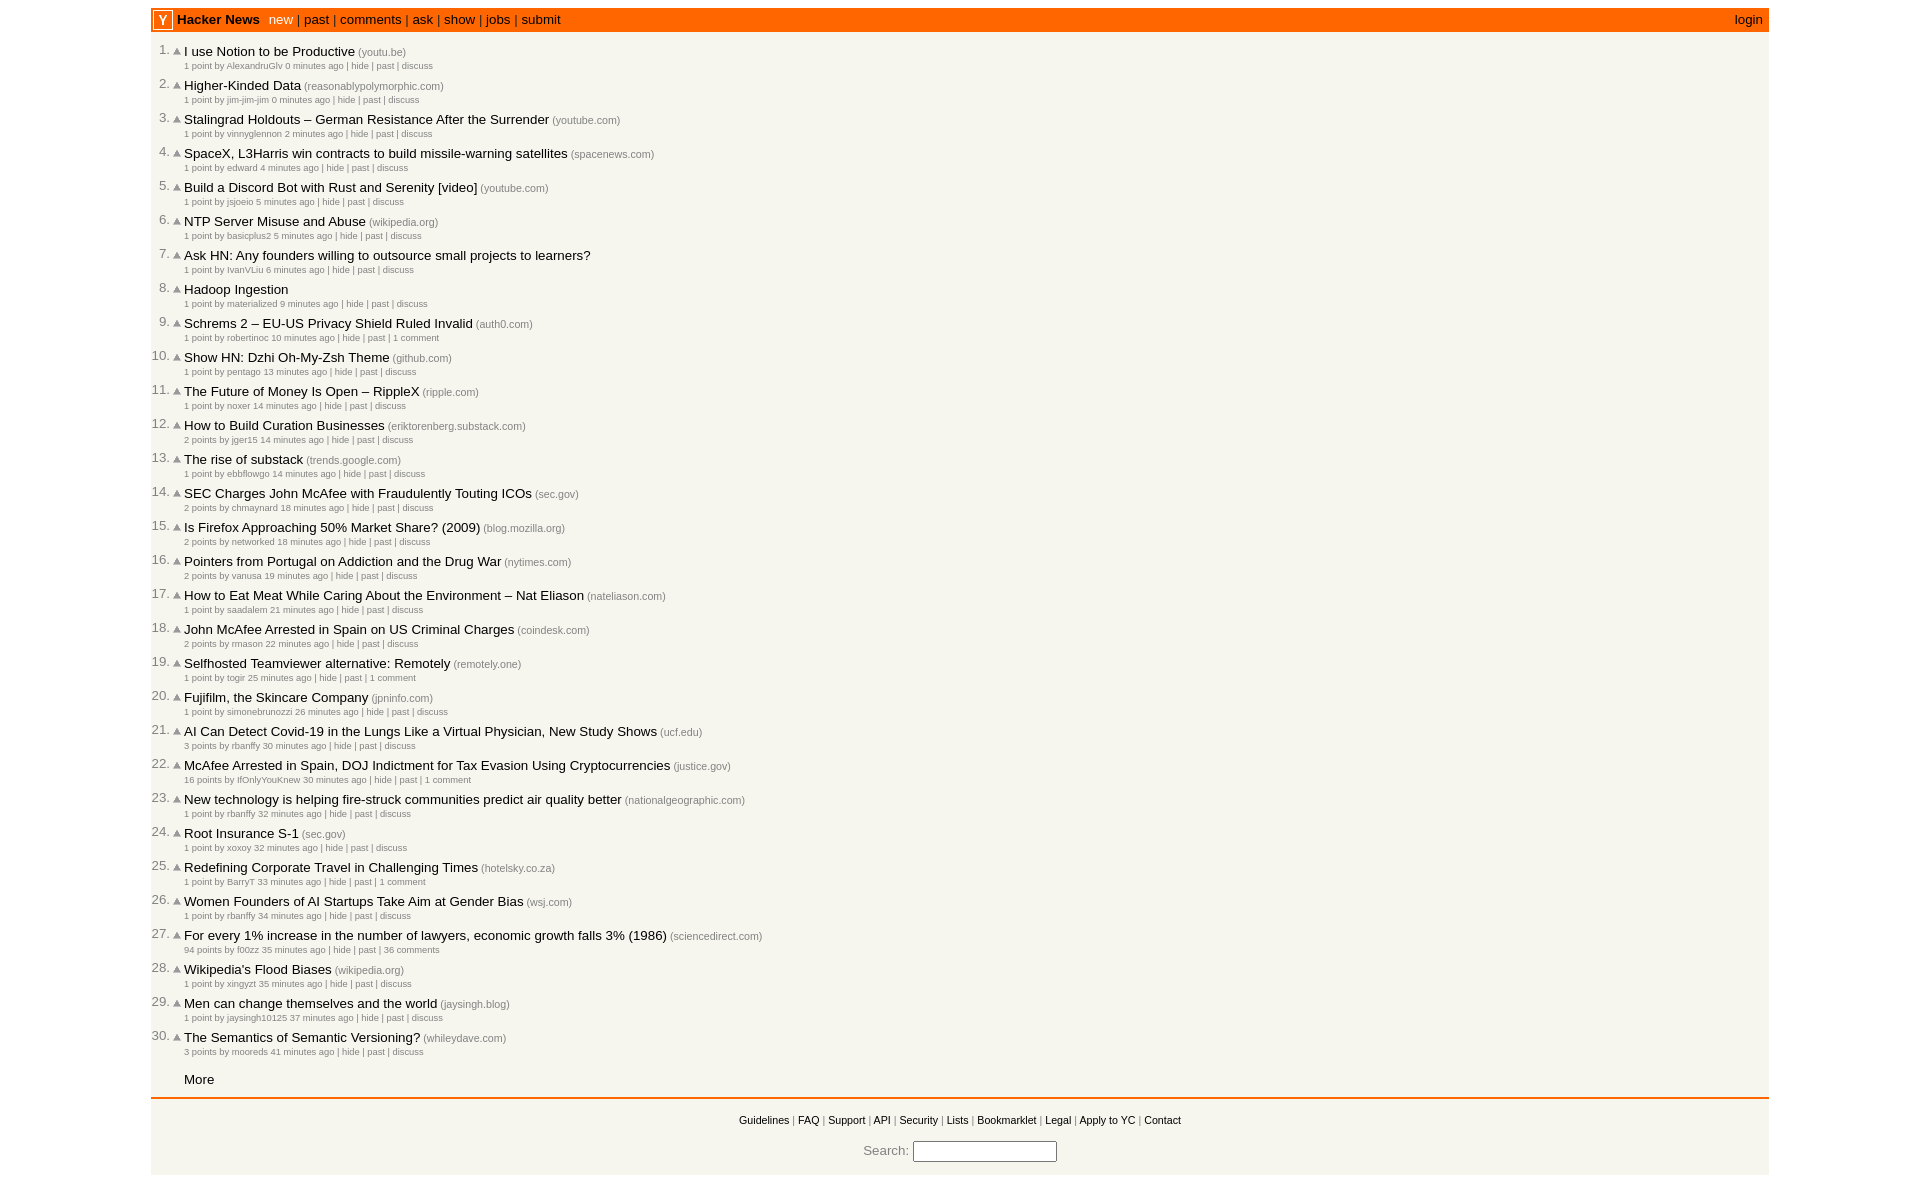 Y Hacker News new | past | comments | ask | show | jobs | submit login
1. I use Notion to be Productive (youtu.be)
1 point by AlexandruGlv 0 minutes ago | hide | past | discuss
2. Higher-Kinded Data (reasonablypolymorphic.com)
1 point by jim-jim-jim 0 minutes ago | hide | past | discuss
3. Stalingrad Holdouts – German Resistance After the Surrender (youtube.com)
1 point by vinnyglennon 2 minutes ago | hide | past | discuss
4. SpaceX, L3Harris win contracts to build missile-warning satellites (spacenews.com)
1 point by edward 4 minutes ago | hide | past | discuss
5. Build a Discord Bot with Rust and Serenity [video] (youtube.com)
1 point by jsjoeio 5 minutes ago | hide | past | discuss
6. NTP Server Misuse and Abuse (wikipedia.org)
1 point by basicplus2 5 minutes ago | hide | past | discuss
7. Ask HN: Any founders willing to outsource small projects to learners?
1 point by IvanVLiu 6 minutes ago | hide | past | discuss
8. Hadoop Ingestion
1 point by materialized 9 minutes ago | hide | past | discuss
9. Schrems 2 – EU-US Privacy Shield Ruled Invalid (auth0.com)
1 point by robertinoc 10 minutes ago | hide | past | 1 comment
10. Show HN: Dzhi Oh-My-Zsh Theme (github.com)
1 point by pentago 13 minutes ago | hide | past | discuss
11. The Future of Money Is Open – RippleX (ripple.com)
1 point by noxer 14 minutes ago | hide | past | discuss
12. How to Build Curation Businesses (eriktorenberg.substack.com)
2 points by jger15 14 minutes ago | hide | past | discuss
13. The rise of substack (trends.google.com)
1 point by ebbflowgo 14 minutes ago | hide | past | discuss
14. SEC Charges John McAfee with Fraudulently Touting ICOs (sec.gov)
2 points by chmaynard 18 minutes ago | hide | past | discuss
15. Is Firefox Approaching 50% Market Share? (2009) (blog.mozilla.org)
2 points by networked 18 minutes ago | hide | past | discuss
16. Pointers from Portugal on Addiction and the Drug War (nytimes.com)
2 points by vanusa 19 minutes ago | hide | past | discuss
17. How to Eat Meat While Caring About the Environment – Nat Eliason (nateliason.com)
1 point by saadalem 21 minutes ago | hide | past | discuss
18. John McAfee Arrested in Spain on US Criminal Charges (coindesk.com)
2 points by rmason 22 minutes ago | hide | past | discuss
19. Selfhosted Teamviewer alternative: Remotely (remotely.one)
1 point by togir 25 minutes ago | hide | past | 1 comment
20. Fujifilm, the Skincare Company (jpninfo.com)
1 point by simonebrunozzi 26 minutes ago | hide | past | discuss
21. AI Can Detect Covid-19 in the Lungs Like a Virtual Physician, New Study Shows (ucf.edu)
3 points by rbanffy 30 minutes ago | hide | past | discuss
22. McAfee Arrested in Spain, DOJ Indictment for Tax Evasion Using Cryptocurrencies (justice.gov)
16 points by IfOnlyYouKnew 30 minutes ago | hide | past | 1 comment
23. New technology is helping fire-struck communities predict air quality better (nationalgeographic.com)
1 point by rbanffy 32 minutes ago | hide | past | discuss
24. Root Insurance S-1 (sec.gov)
1 point by xoxoy 32 minutes ago | hide | past | discuss
25. Redefining Corporate Travel in Challenging Times (hotelsky.co.za)
1 point by BarryT 33 minutes ago | hide | past | 1 comment
26. Women Founders of AI Startups Take Aim at Gender Bias (wsj.com)
1 point by rbanffy 34 minutes ago | hide | past | discuss
27. For every 1% increase in the number of lawyers, economic growth falls 3% (1986) (sciencedirect.com)
94 points by f00zz 35 minutes ago | hide | past | 36 comments
28. Wikipedia's Flood Biases (wikipedia.org)
1 point by xingyzt 35 minutes ago | hide | past | discuss
29. Men can change themselves and the world (jaysingh.blog)
1 point by jaysingh10125 37 minutes ago | hide | past | discuss
30. The Semantics of Semantic Versioning? (whileydave.com)
3 points by mooreds 41 minutes ago | hide | past | discuss
More
Guidelines | FAQ | Support | API | Security | Lists | Bookmarklet | Legal | Apply to YC | Contact
Search: